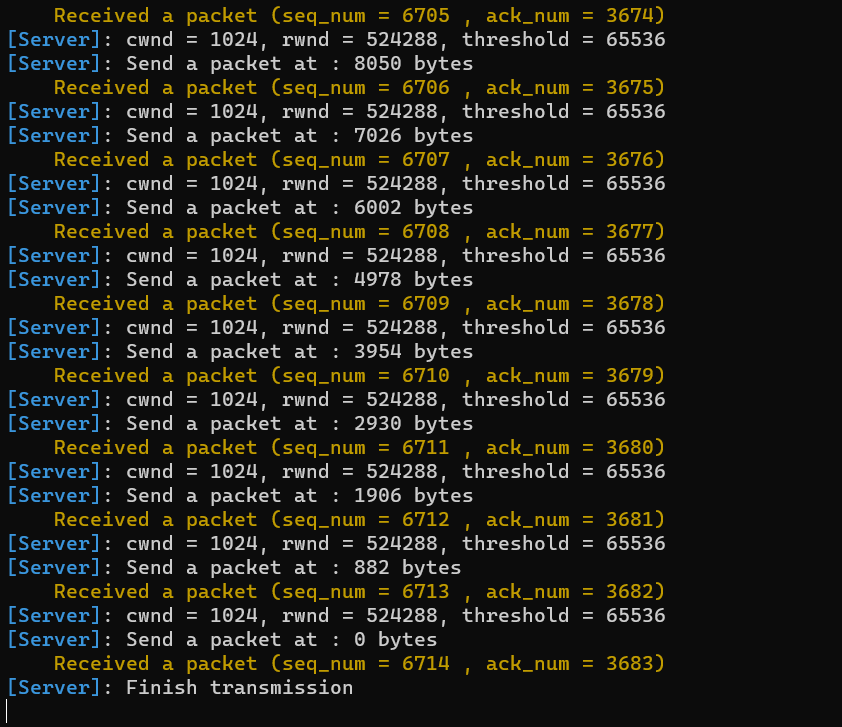 Received a packet (seq_num = 6705 , ack_num = 3674)
[Server]: cwnd = 1024, rwnd = 524288, threshold = 65536
[Server]: Send a packet at : 8050 bytes
Received a packet (seq_num = 6706 , ack_num = 3675)
[Server]: cwnd = 1024, rwnd = 524288, threshold = 65536
[Server]: Send a packet at : 7026 bytes
Received a packet (seq_num = 6707 , ack_num = 3676)
[Server]: cwnd = 1024, rwnd = 524288, threshold = 65536
[Server]: Send a packet at : 6002 bytes
Received a packet (seq_num = 6708 , ack_num = 3677)
[Server]: cwnd = 1024, rwnd = 524288, threshold = 65536
[Server]: Send a packet at : 4978 bytes
Received a packet (seq_num = 6709 , ack_num = 3678)
[Server]: cwnd = 1024, rwnd = 524288, threshold = 65536
[Server]: Send a packet at : 3954 bytes
Received a packet (seq_num = 6710 , ack_num = 3679)
[Server]: cwnd = 1024, rwnd = 524288, threshold = 65536
[Server]: Send a packet at : 2930 bytes
Received a packet (seq_num = 6711 , ack_num = 3680)
[Server]: cwnd = 1024, rwnd = 524288, threshold = 65536
[Server]: Send a packet at : 1906 bytes
Received a packet (seq_num = 6712 , ack_num = 3681)
[Server]: cwnd = 1024, rwnd = 524288, threshold = 65536
[Server]: Send a packet at : 882 bytes
Received a packet (seq_num = 6713 , ack_num = 3682)
[Server]: cwnd = 1024, rwnd = 524288, threshold = 65536
[Server]: Send a packet at : 0 bytes
Received a packet (seq_num = 6714 , ack_num = 3683)
[Server]: Finish transmission